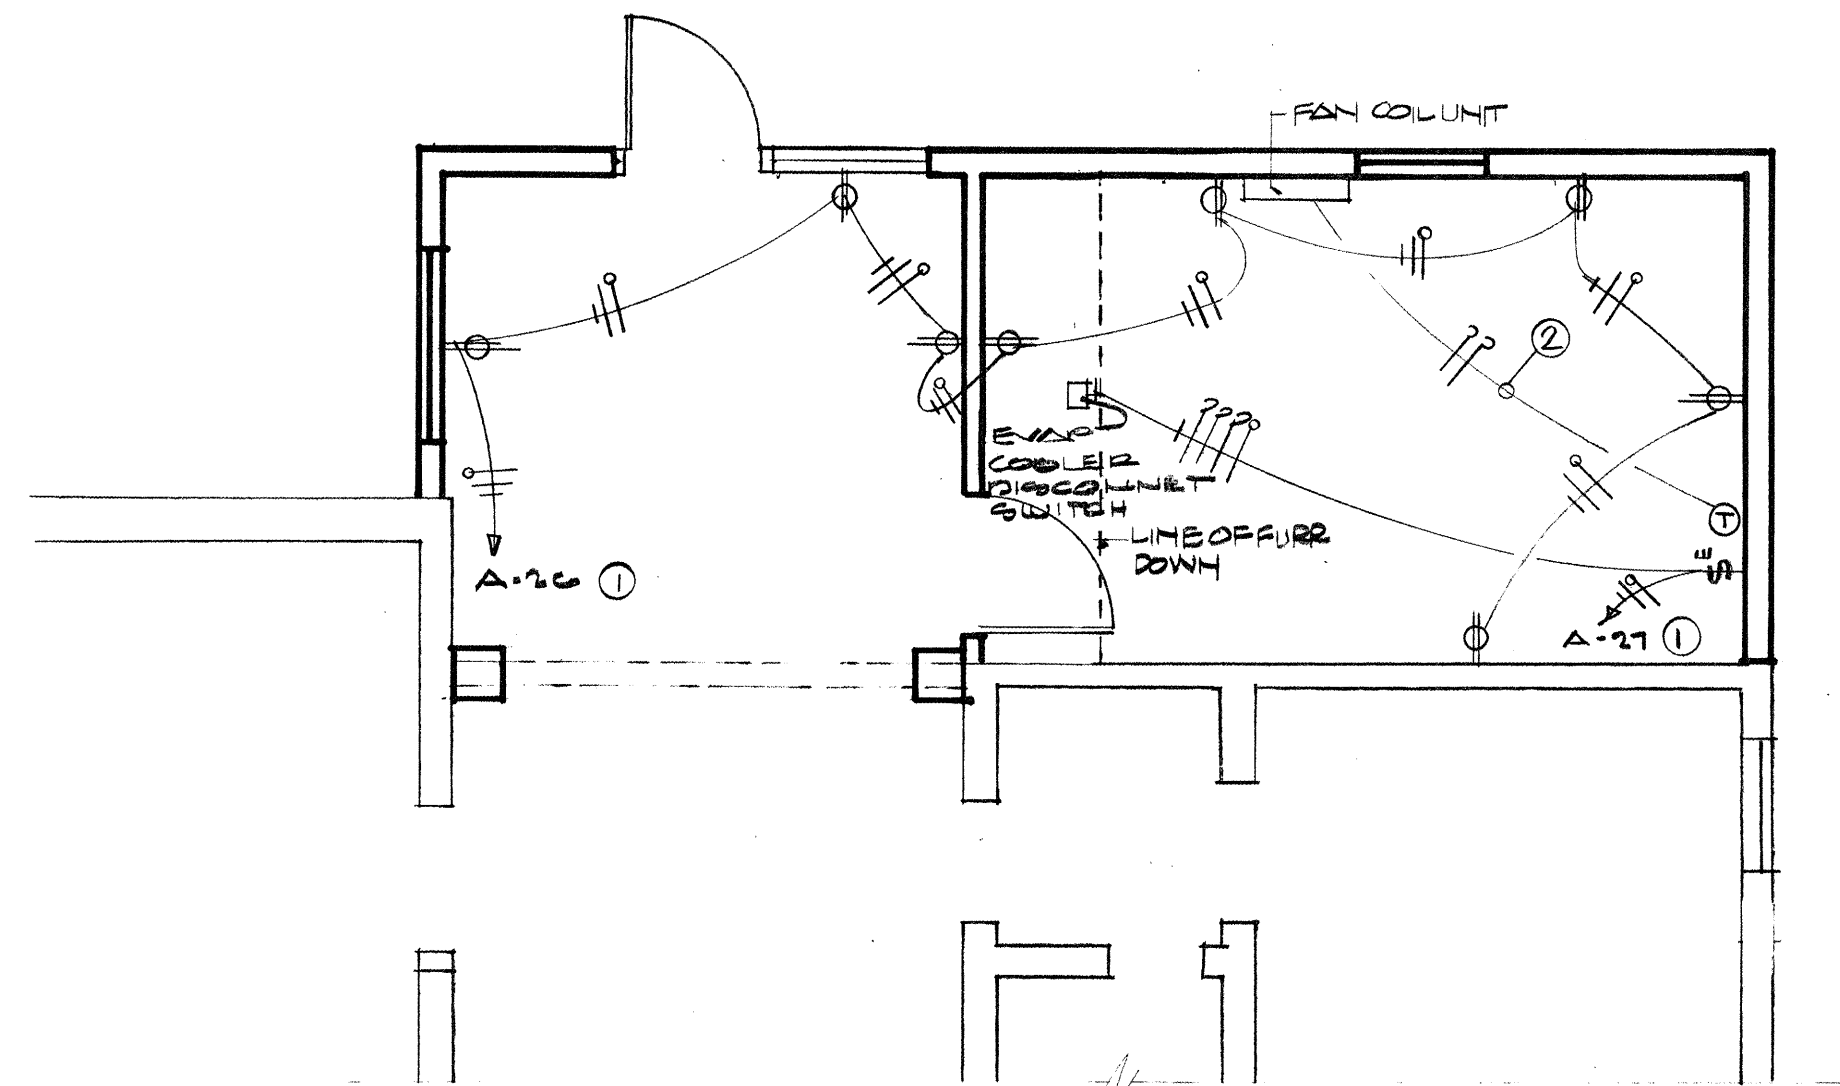 FAN COIL UNIT
2
EVAP
COOLER
DISCONNECT
SWITCH
LINE OF FURR
DOWN
T
S E
A-26 1
A-27 1